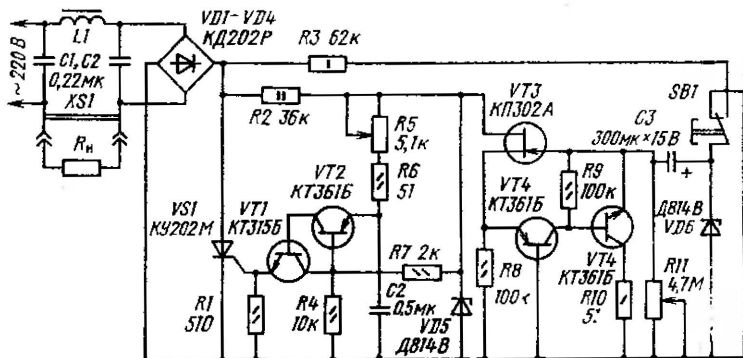 VD1-VD4
КД202Р
L1
C1, C2
0,22мк
XS1
~220 В
Rн
R3 62к
R2 36к
R5
5,1к
R6
51
VT3
КП302А
SB1
C3
300мк×15В
+
VS1
КУ202М
VT1
КТ315Б
VT2
КТ361Б
VT4
КТ361Б
R9
100к
Д814В
VD6
R7 2к
R8
100к
VT4
КТ361Б
R10
R11
4,7М
R1
510
R4
10к
C2
0,5мк
VD5
Д814В